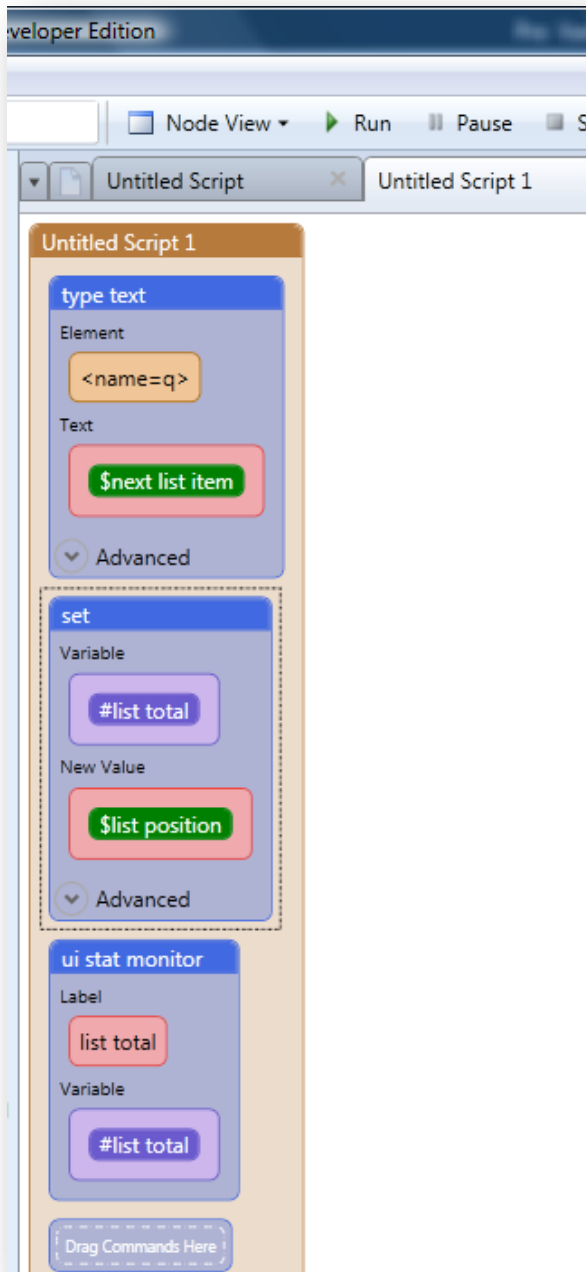 veloper Edition
Node View
Run
Pause
Untitled Script
Untitled Script 1
Untitled Script 1
type text
Element
<name=q>
Text
$next list item
Advanced
set
Variable
#list total
New Value
$list position
Advanced
ui stat monitor
Label
list total
Variable
#list total
Drag Commands Here